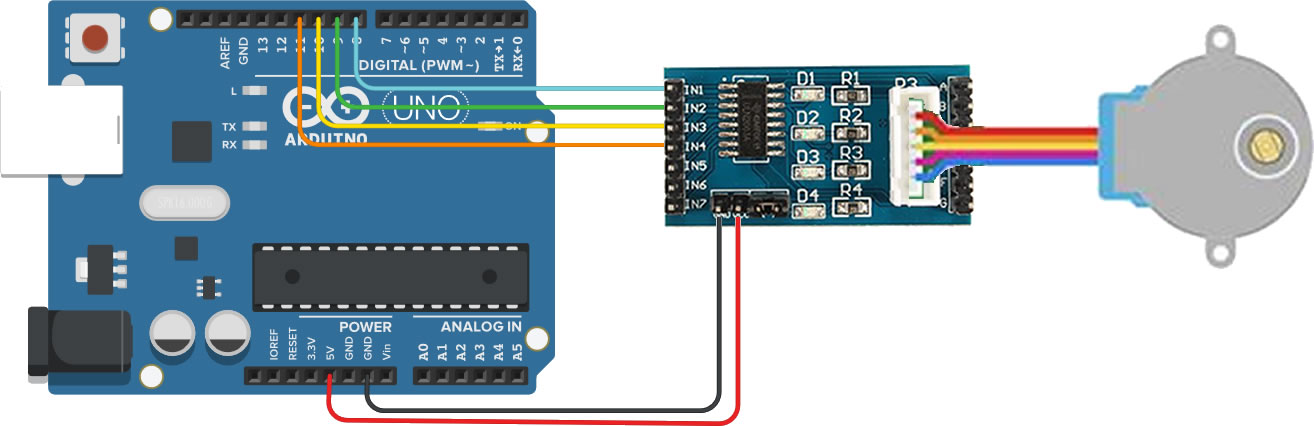 AREF
GND
13
12
11
10
9
8
7
~6
~5
4
~3
2
TX→1
RX←0
DIGITAL (PWM~)
L
TX
RX
UNO
ON
ARDUINO
SPK16.000G
POWER
ANALOG IN
IOREF
RESET
3.3V
5V
GND
GND
Vin
A0
A1
A2
A3
A4
A5
IN1
IN2
IN3
IN4
IN5
IN6
IN7
D1
R1
D2
R2
D3
R3
D4
R4
A
B
F
G